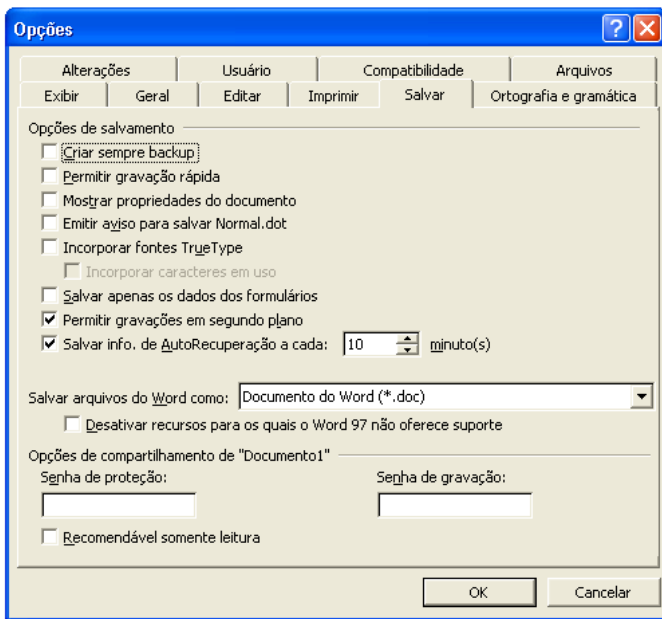 Opções
Alterações Usuário Compatibilidade Arquivos
Exibir Geral Editar Imprimir Salvar Ortografia e gramática
Opções de salvamento
Criar sempre backup
Permitir gravação rápida
Mostrar propriedades do documento
Emitir aviso para salvar Normal.dot
Incorporar fontes TrueType
Incorporar caracteres em uso
Salvar apenas os dados dos formulários
Permitir gravações em segundo plano
Salvar info. de AutoRecuperação a cada: 10 minuto(s)
Salvar arquivos do Word como: Documento do Word (*.doc)
Desativar recursos para os quais o Word 97 não oferece suporte
Opções de compartilhamento de "Documento1"
Senha de proteção: Senha de gravação:
Recomendável somente leitura
OK Cancelar